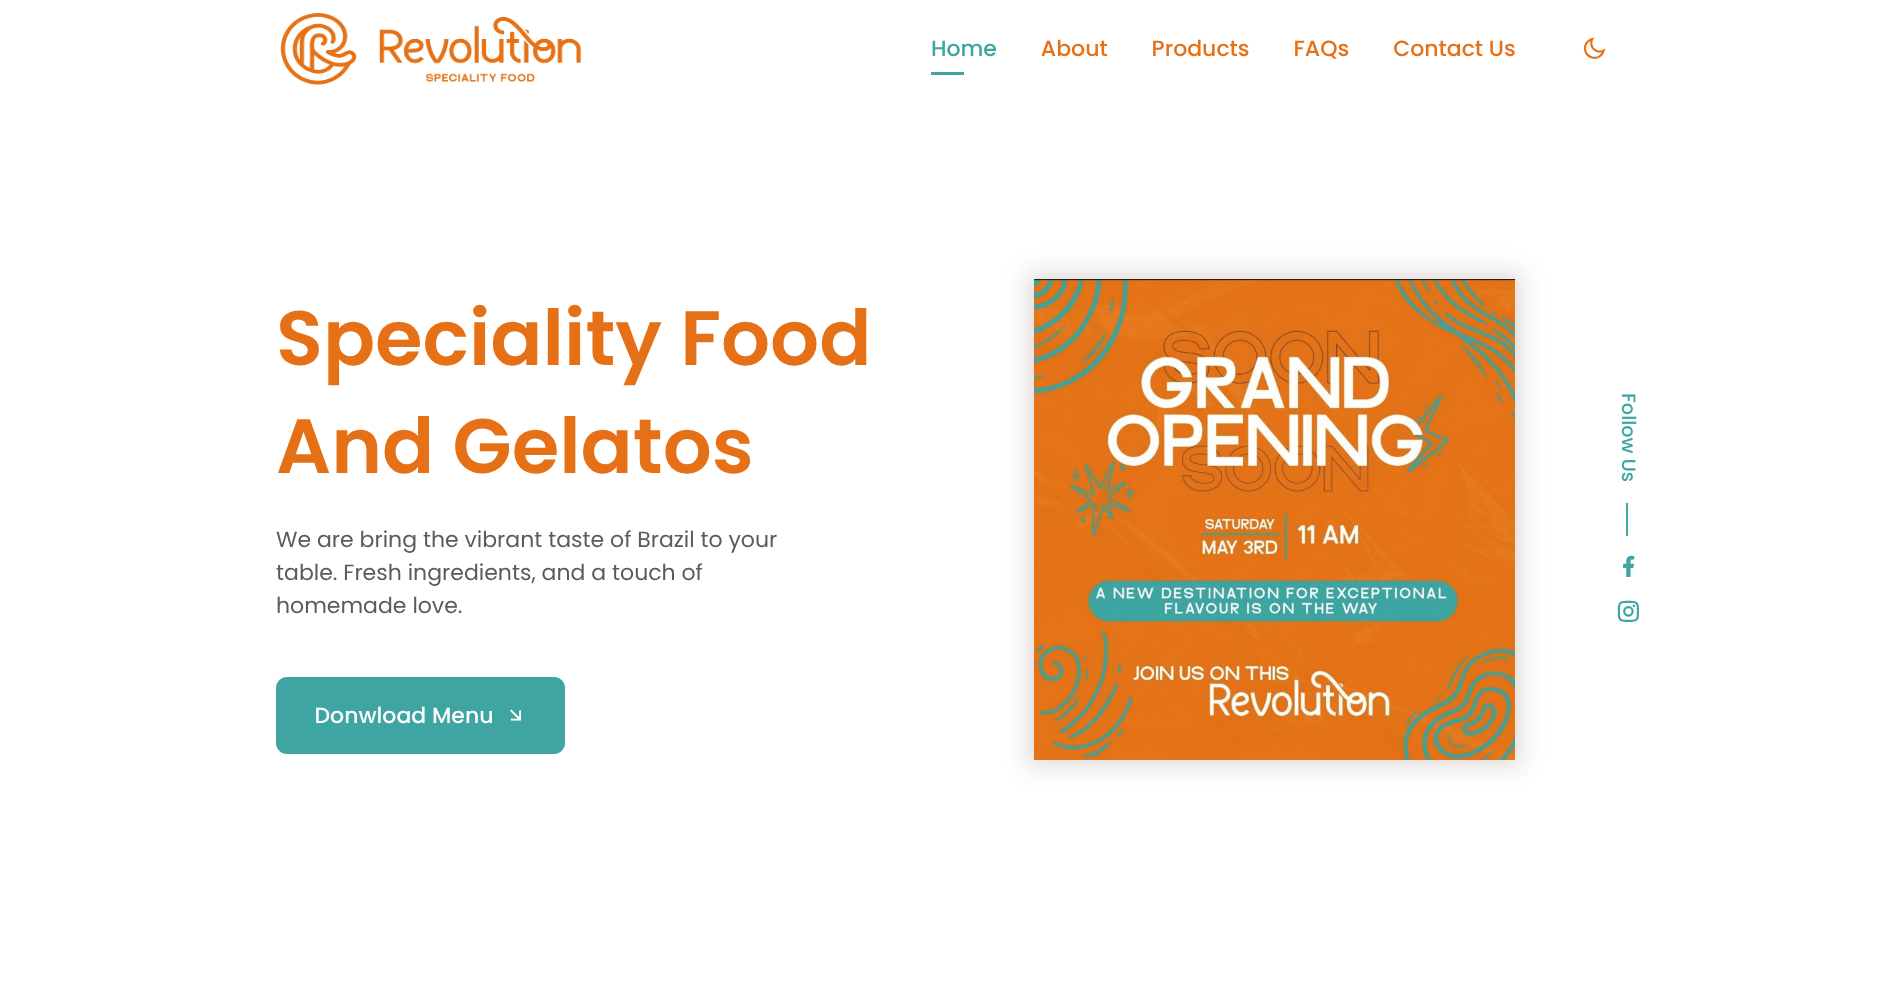 Revolution
SPECIALITY FOOD
Home About Products FAQs Contact Us
Speciality Food
And Gelatos
We are bring the vibrant taste of Brazil to your
table. Fresh ingredients, and a touch of
homemade love.
Donwload Menu
SOON
GRAND
OPENING
SOON
SATURDAY
MAY 3RD
11 AM
A NEW DESTINATION FOR EXCEPTIONAL
FLAVOUR IS ON THE WAY
JOIN US ON THIS
Revolution
Follow Us